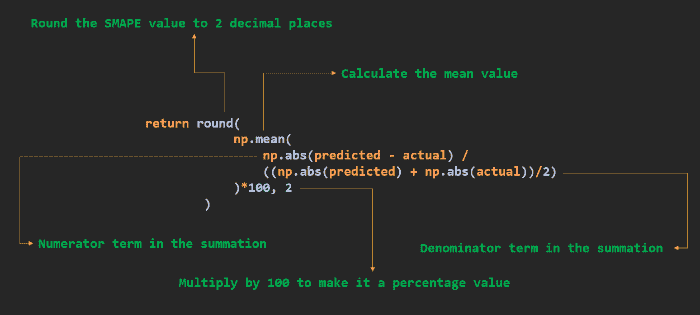 Round the SMAPE value to 2 decimal places
Calculate the mean value
return round(
np.mean(
np.abs(predicted - actual) /
((np.abs(predicted) + np.abs(actual))/2)
)*100, 2
)
Numerator term in the summation
Denominator term in the summation
Multiply by 100 to make it a percentage value